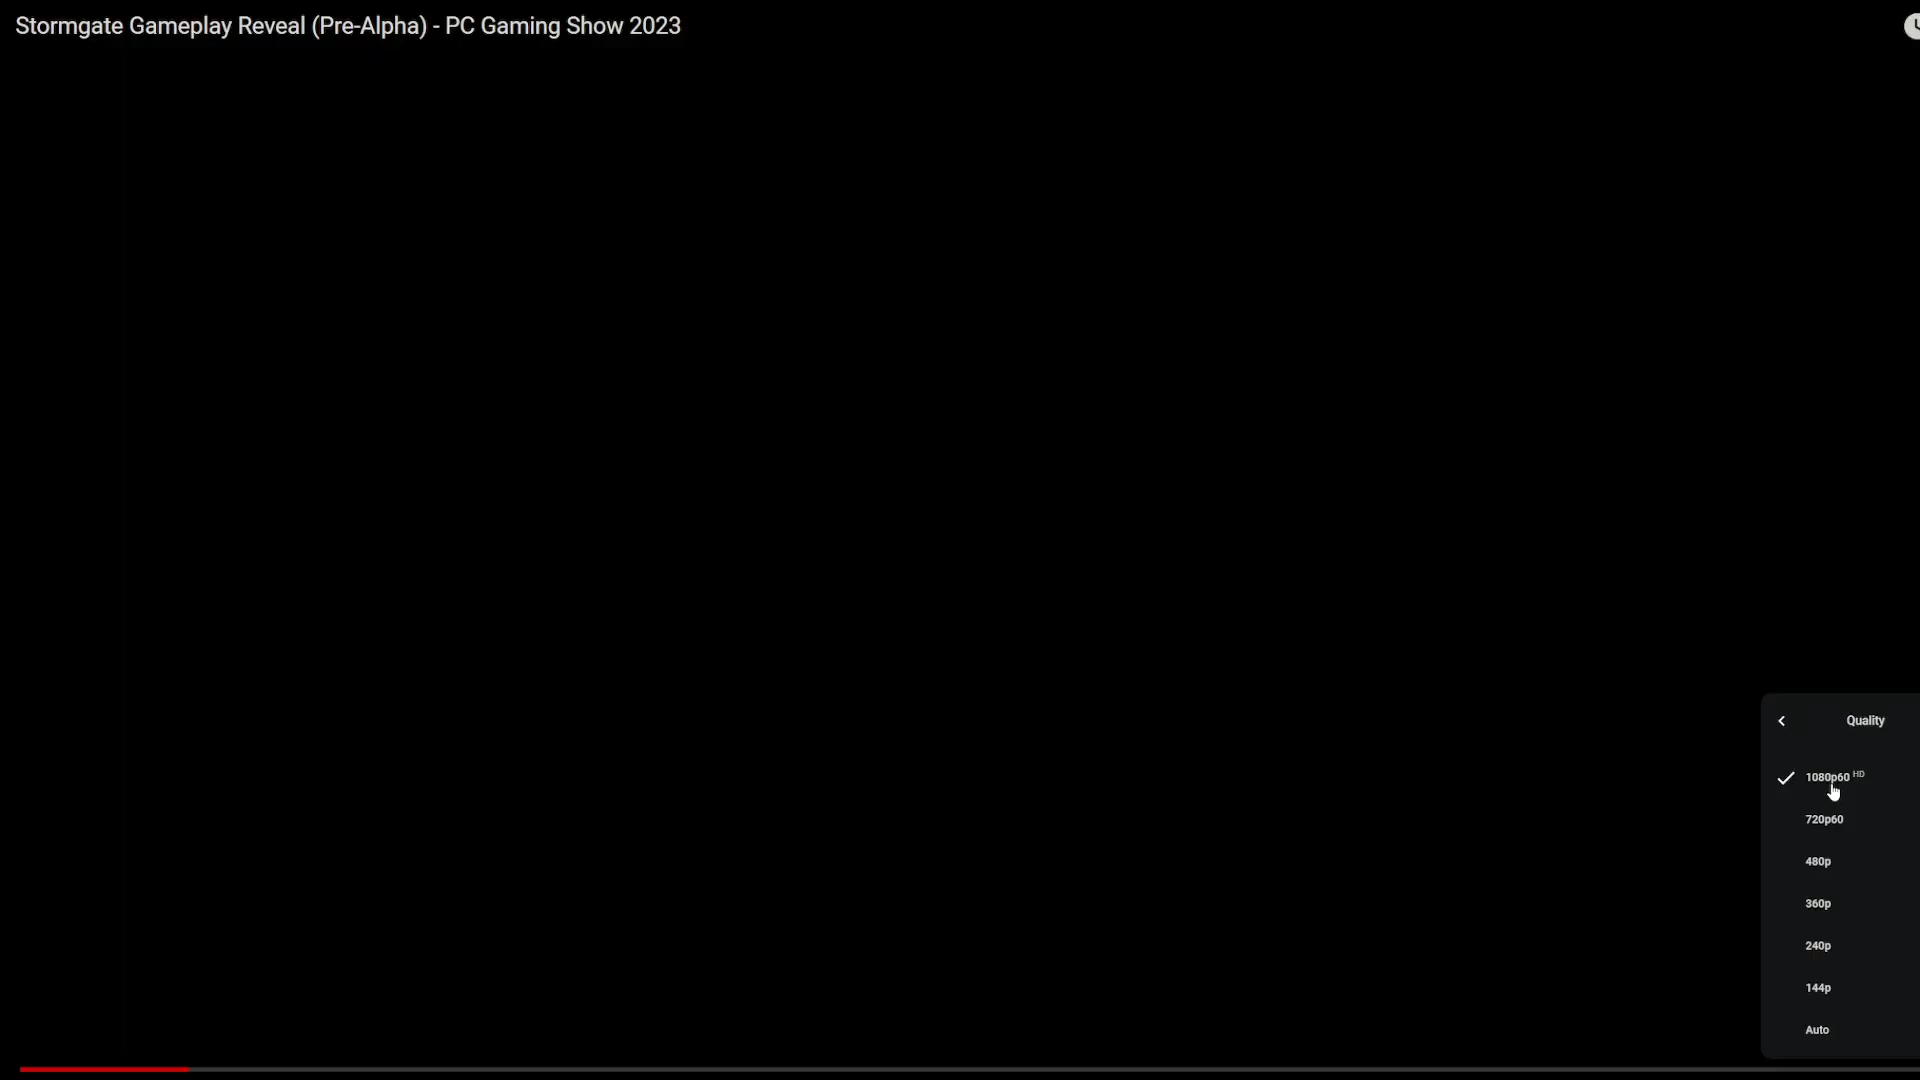 Stormgate Gameplay Reveal (Pre-Alpha) - PC Gaming Show 2023
Quality
1080p60 HD
720p60
480p
360p
240p
144p
Auto